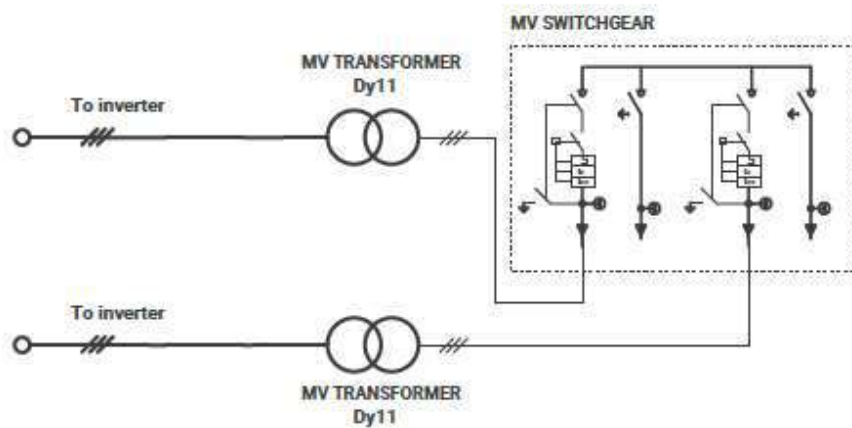 MV SWITCHGEAR
MV TRANSFORMER
Dy11
To inverter
To inverter
MV TRANSFORMER
Dy11